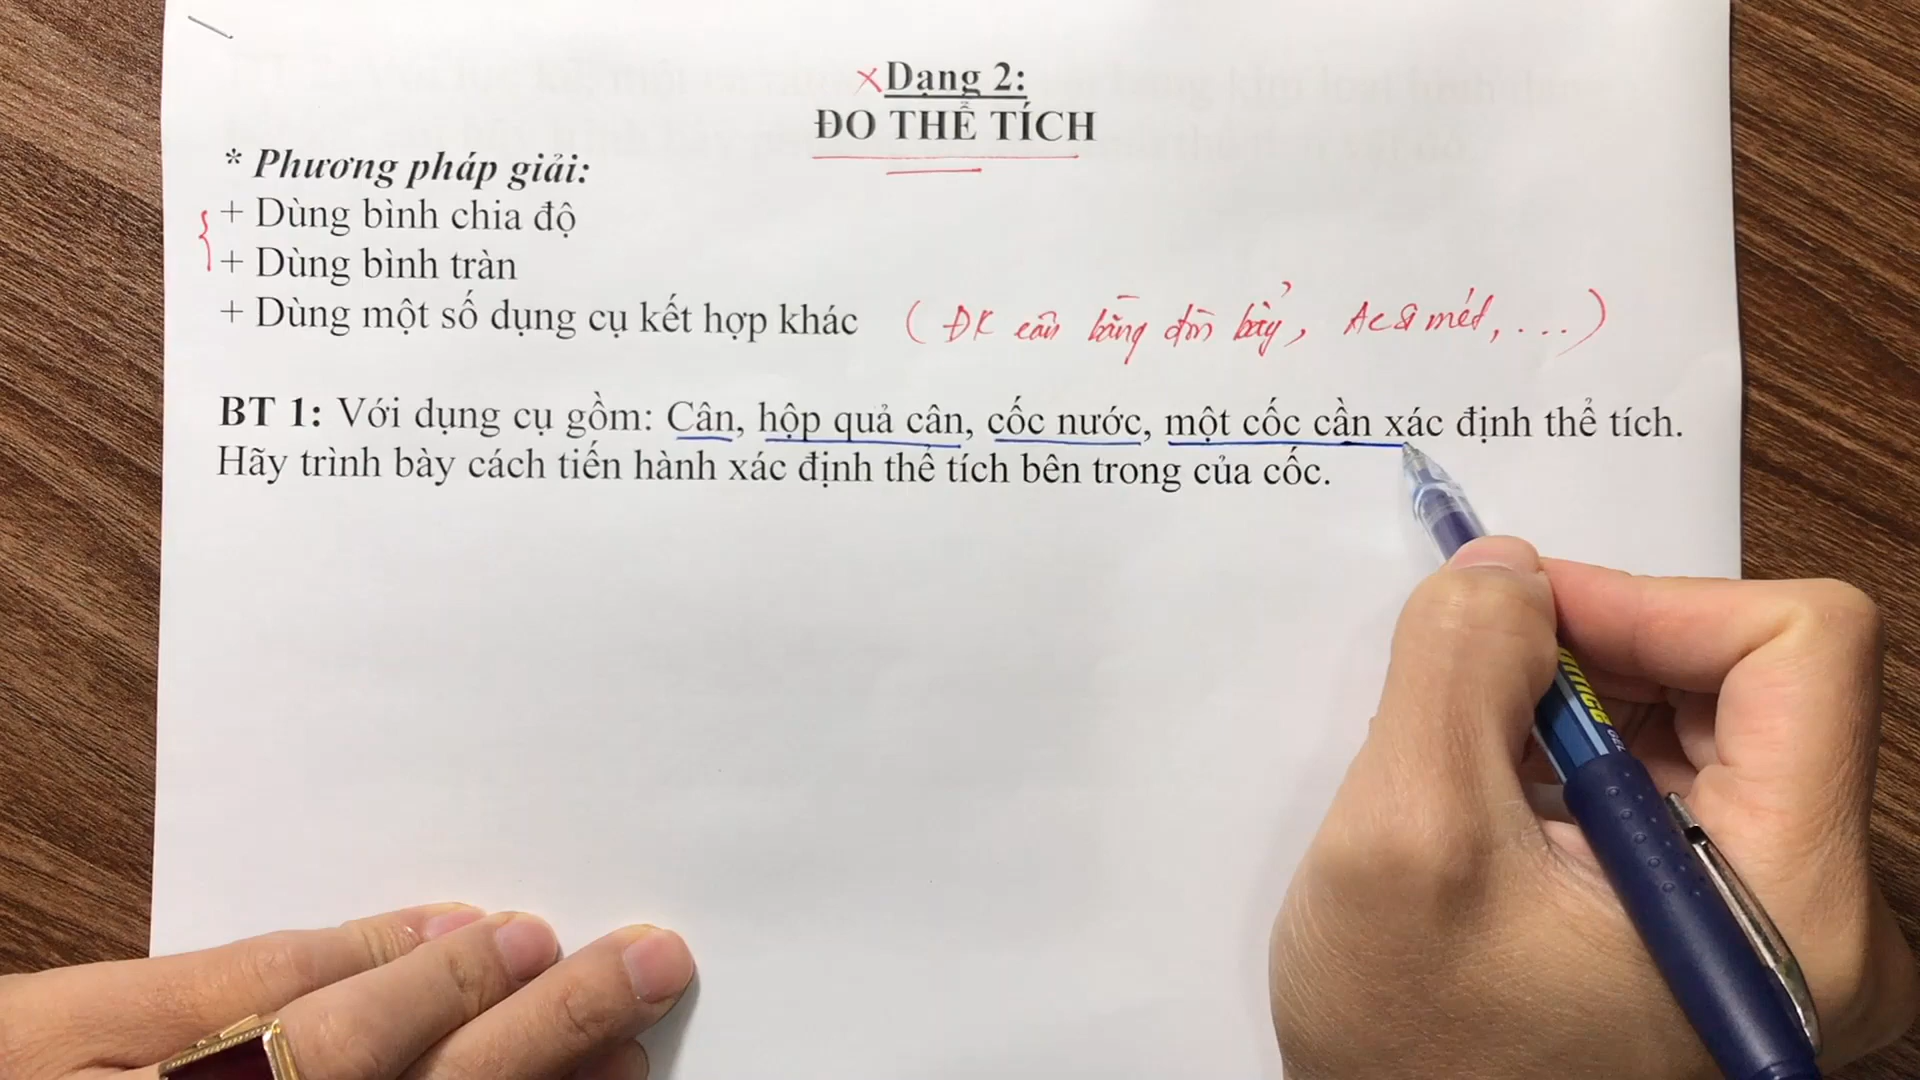 ×Dạng 2:
ĐO THỂ TÍCH
* Phương pháp giải:
+ Dùng bình chia độ
+ Dùng bình tràn
+ Dùng một số dụng cụ kết hợp khác (ĐK cân bằng đòn bảy, Acsimét, ...)
BT 1: Với dụng cụ gồm: Cân, hộp quả cân, cốc nước, một cốc cần xác định thể tích.
Hãy trình bày cách tiến hành xác định thể tích bên trong của cốc.
GEL